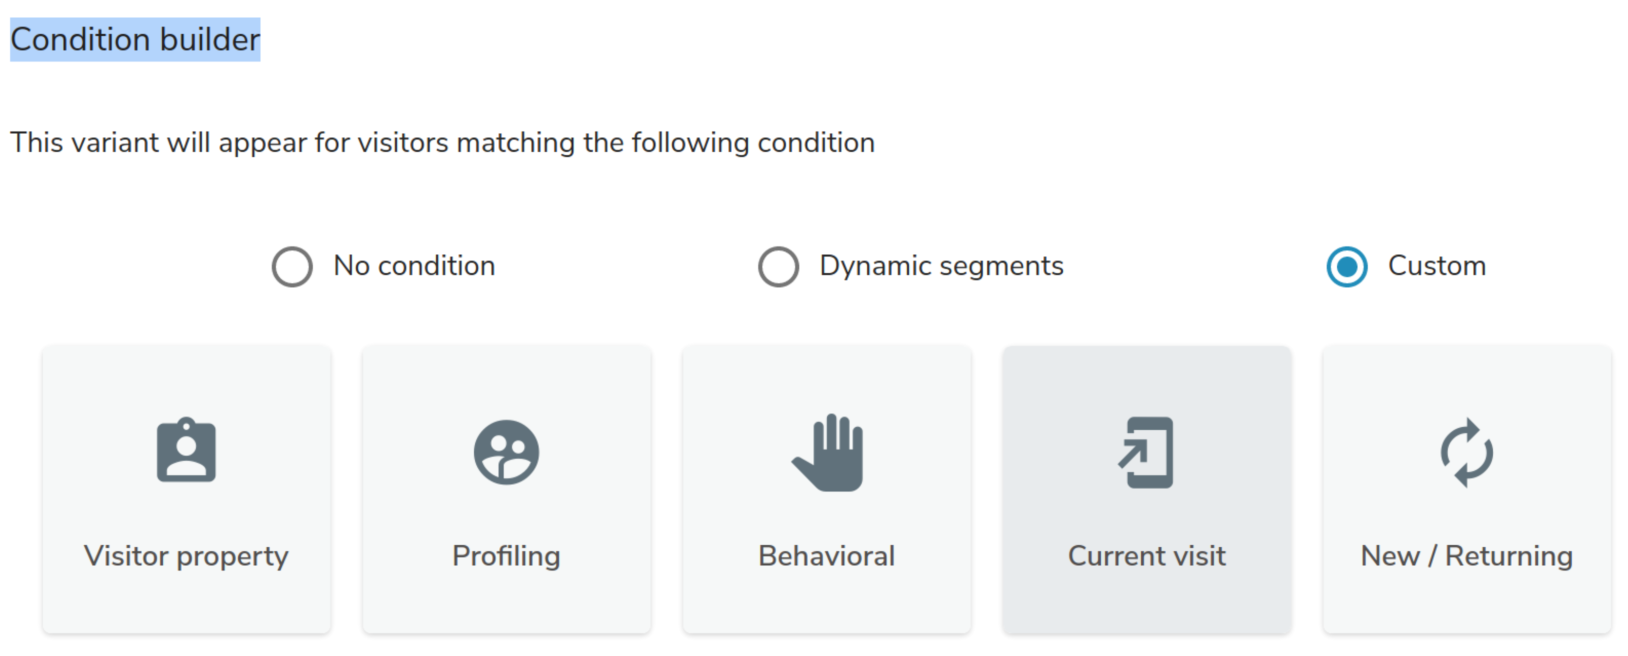 Condition builder
This variant will appear for visitors matching the following condition
No condition
Dynamic segments
Custom
Visitor property
Profiling
Behavioral
Current visit
New / Returning